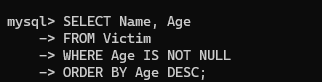 mysql> SELECT Name, Age
    -> FROM Victim
    -> WHERE Age IS NOT NULL
    -> ORDER BY Age DESC;